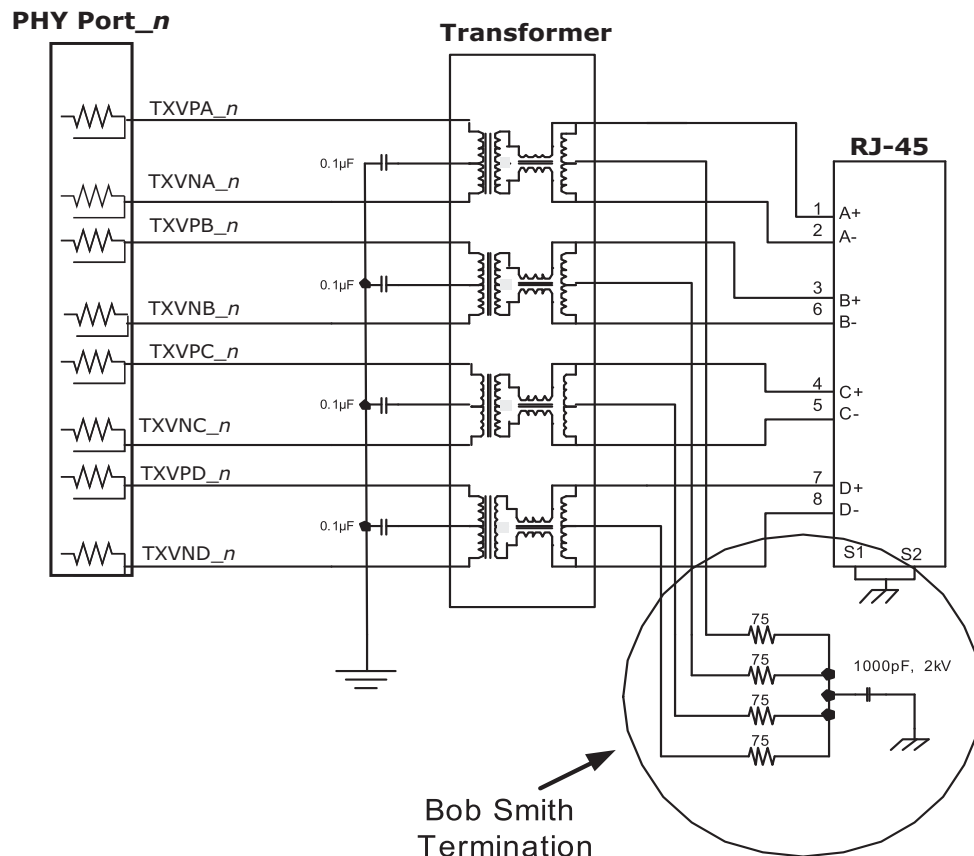 PHY Port_n
Transformer
TXVPA_n
0.1µF
TXVNA_n
RJ-45
TXVPB_n
1
A+
2
A-
0.1µF
3
B+
TXVNB_n
6
B-
TXVPC_n
4
C+
0.1µF
5
C-
TXVNC_n
TXVPD_n
7
D+
8
D-
0.1µF
TXVND_n
S1
S2
75
75
1000pF, 2kV
75
75
Bob Smith
Termination